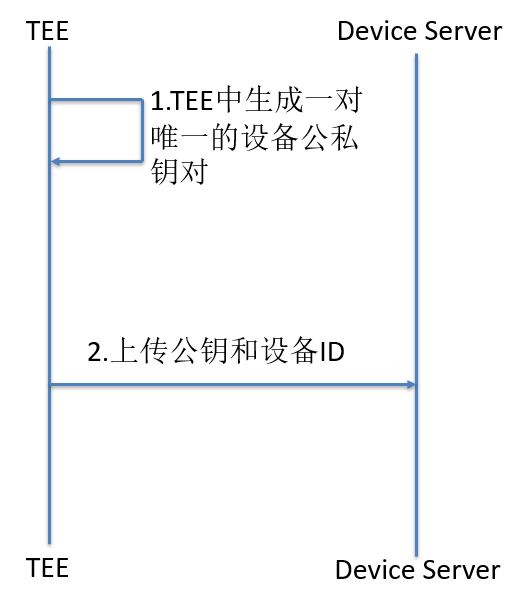 TEE
Device Server
1.TEE中生成一对
唯一的设备公私
钥对
2.上传公钥和设备ID
TEE
Device Server